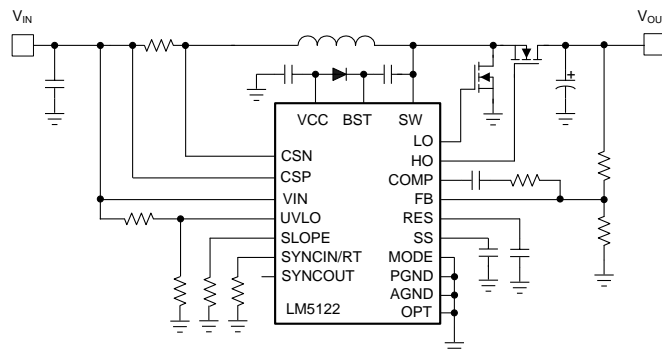 VIN
VOU
VCC BST SW
LO
HO
CSN
COMP
CSP
FB
VIN
RES
UVLO
SS
SLOPE
MODE
SYNCIN/RT
PGND
SYNCOUT
AGND
OPT
LM5122
+